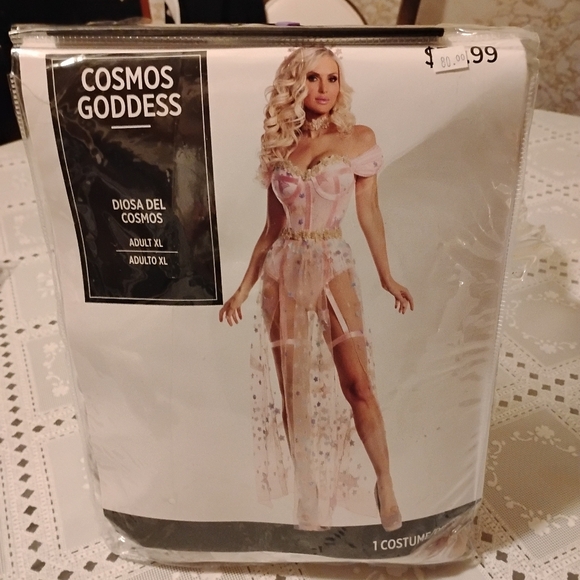 COSMOS
GODDESS
DIOSA DEL
COSMOS
ADULT XL
ADULTO XL
$ 80.00 .99
1 COSTUME